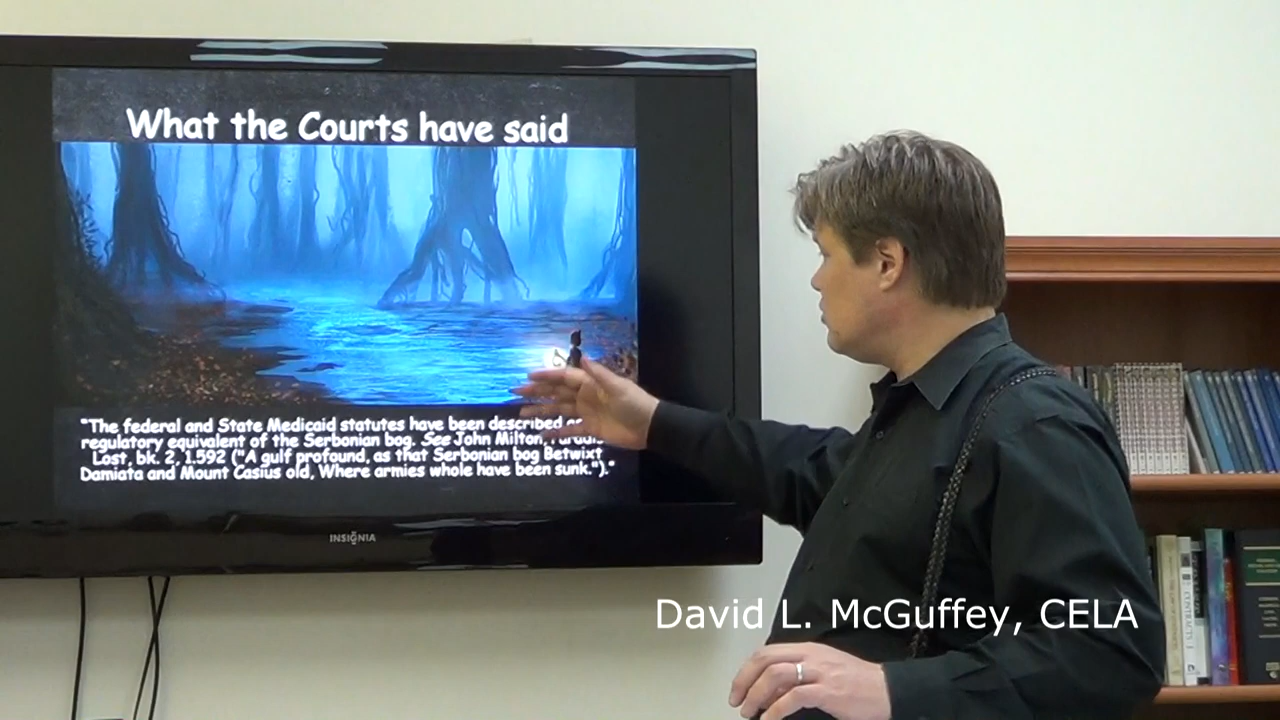 What the Courts have said
“The federal and State Medicaid statutes have been described
regulatory equivalent of the Serbonian bog. See John Milton,
Lost, bk. 2, l.592 (“A gulf profound, as that Serbonian bog Betwixt
Damiata and Mount Casius old, Where armies whole have been sunk.”).”
INSIGNIA
David L. McGuffey, CELA
CONTRACTS